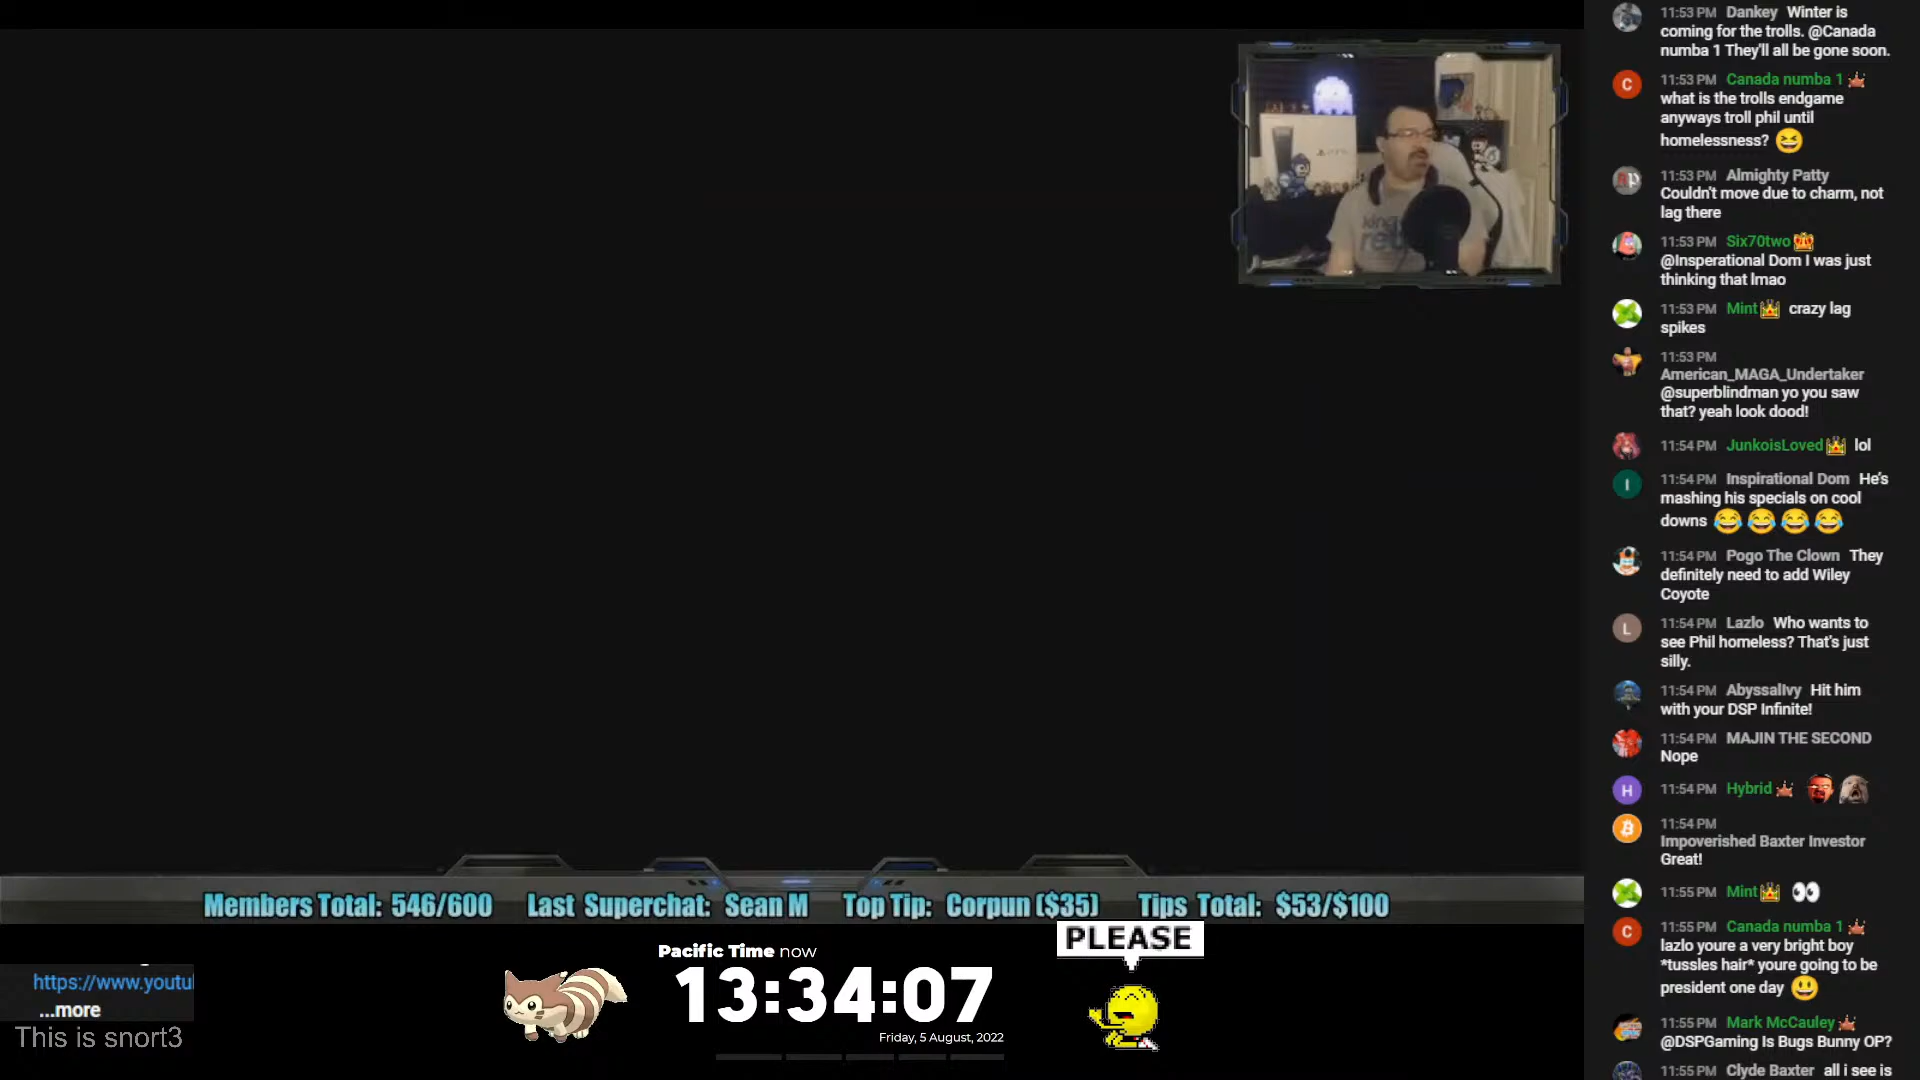 11:53 PM Dankey Winter is
coming for the trolls. @Canada
numba 1 They'll all be gone soon.
C
11:53 PM Canada numba 1
what is the trolls endgame
anyways troll phil until
homelessness?
11:53 PM Almighty Patty
Couldn't move due to charm, not
lag there
11:53 PM Six70two
@Insperational Dom I was just
thinking that lmao
11:53 PM Mint crazy lag
spikes
11:53 PM
American_MAGA_Undertaker
@superblindman yo you saw
that? yeah look dood!
11:54 PM JunkoisLoved lol
I
11:54 PM Inspirational Dom He's
mashing his specials on cool
downs
11:54 PM Pogo The Clown They
definitely need to add Wiley
Coyote
L
11:54 PM Lazlo Who wants to
see Phil homeless? That's just
silly.
11:54 PM AbyssalIvy Hit him
with your DSP Infinite!
11:54 PM MAJIN THE SECOND
Nope
H
11:54 PM Hybrid
11:54 PM
Impoverished Baxter Investor
Great!
11:55 PM Mint
C
11:55 PM Canada numba 1
lazlo youre a very bright boy
*tussles hair* youre going to be
president one day
11:55 PM Mark McCauley
@DSPGaming Is Bugs Bunny OP?
11:55 PM Clyde Baxter all i see is
Members Total: 546/600 Last Superchat: Sean M Top Tip: Corpun ($35) Tips Total: $53/$100
PLEASE
Pacific Time now
13:34:07
Friday, 5 August, 2022
https://www.youtu
...more
This is snort3